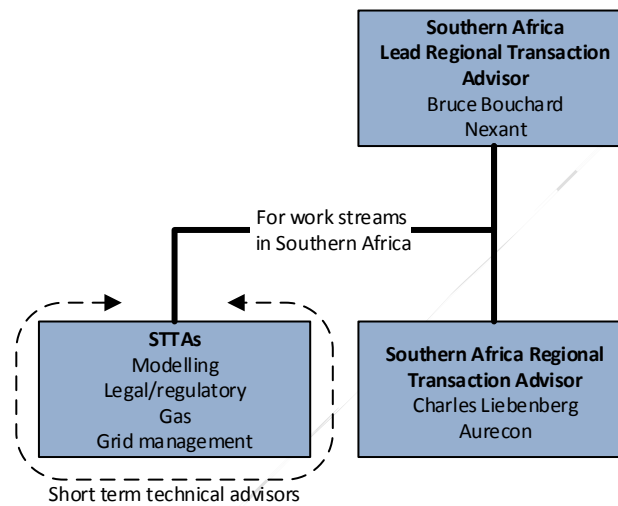 Southern Africa
Lead Regional Transaction
Advisor
Bruce Bouchard
Nexant
For work streams
in Southern Africa
STTAs
Modelling
Legal/regulatory
Gas
Grid management
Southern Africa Regional
Transaction Advisor
Charles Liebenberg
Aurecon
Short term technical advisors